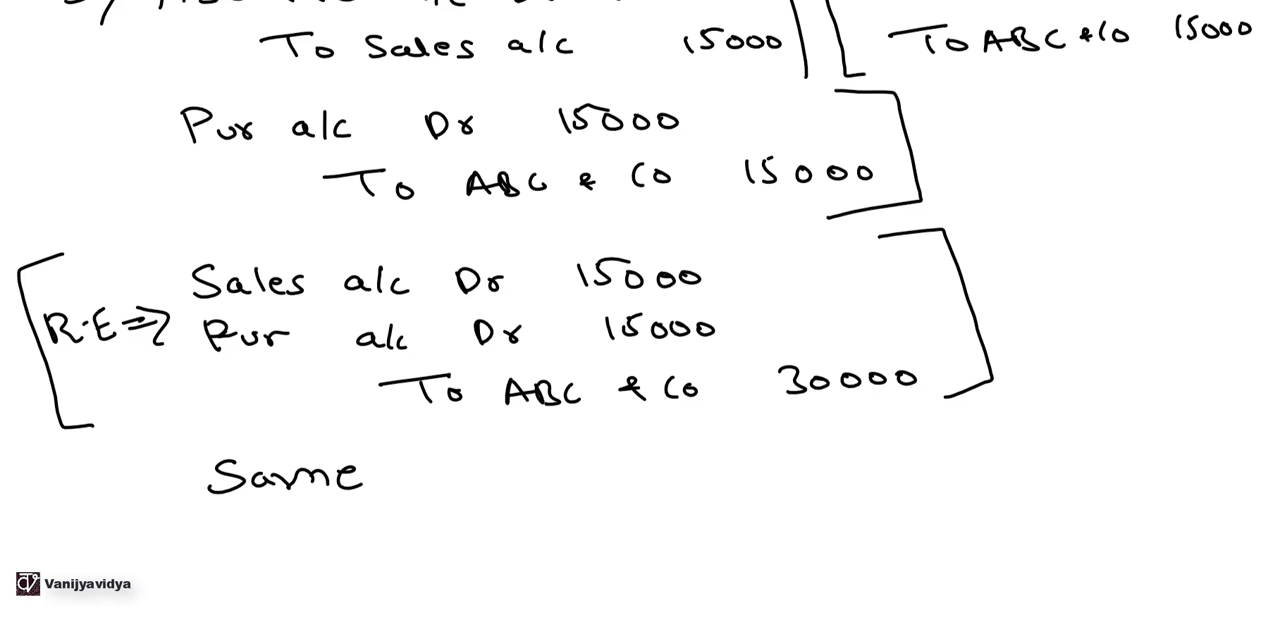 To Sales a/c 15000 To ABC & Co 15000
Pur a/c Dr 15000
To ABC & Co 15000
Sales a/c Dr 15000
R.E ⇒ Pur a/c Dr 15000
To ABC & Co 30000
Same
Vanijyavidya